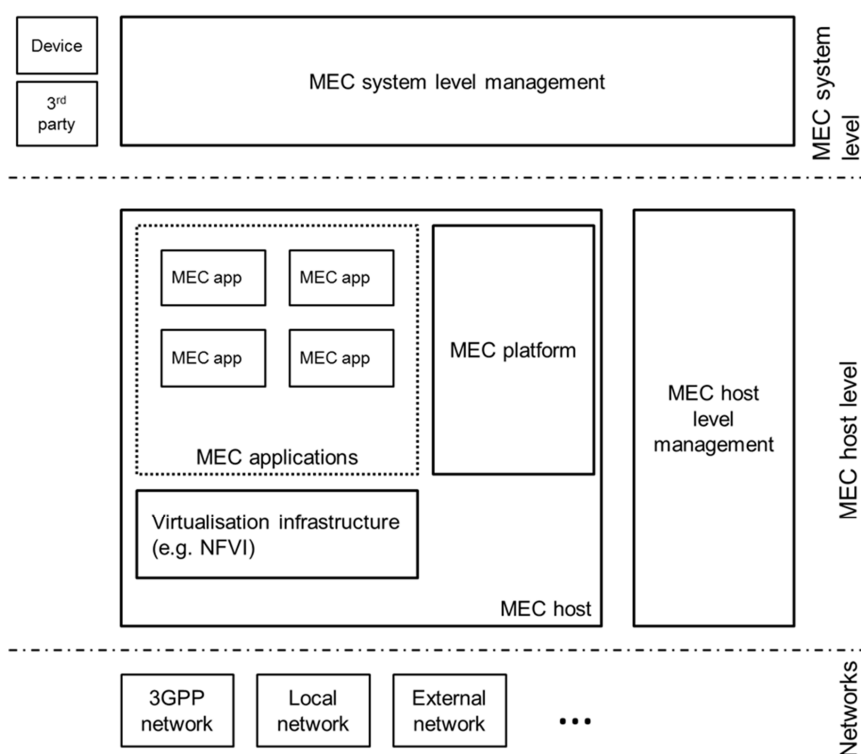 Device
3rd
party
MEC system level management
MEC system
level
MEC app
MEC app
MEC app
MEC app
MEC applications
MEC platform
Virtualisation infrastructure
(e.g. NFVI)
MEC host
MEC host
level
management
MEC host level
3GPP
network
Local
network
External
network
...
Networks